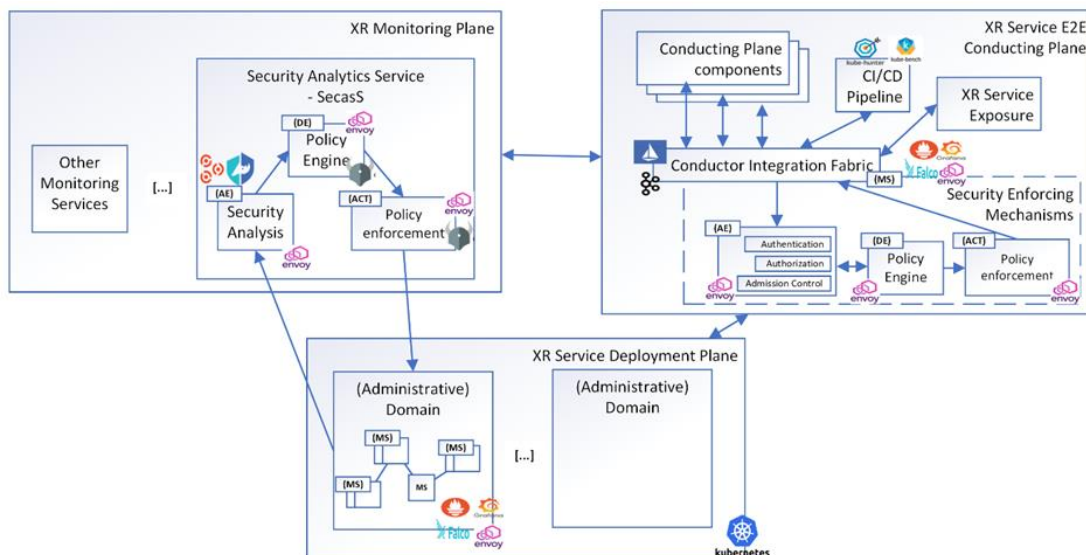 XR Monitoring Plane
Security Analytics Service
- SecasS
(DE)
envoy
Policy
Engine
Other
Monitoring
Services
[...]
(AE)
Security
Analysis
envoy
(ACT)
envoy
Policy
enforcement
XR Service E2E
Conducting Plane
Conducting Plane
components
kube-hunter
kube-bench
CI/CD
Pipeline
XR Service
Exposure
Conductor Integration Fabric
Grafana
Falco
envoy
(MS)
Security Enforcing
Mechanisms
(AE)
Authentication
Authorization
Admission Control
envoy
(DE)
Policy
Engine
envoy
(ACT)
Policy
enforcement
envoy
XR Service Deployment Plane
(Administrative)
Domain
(MS)
(MS)
(MS)
MS
Grafana
Falco
envoy
[...]
(Administrative)
Domain
kubernetes